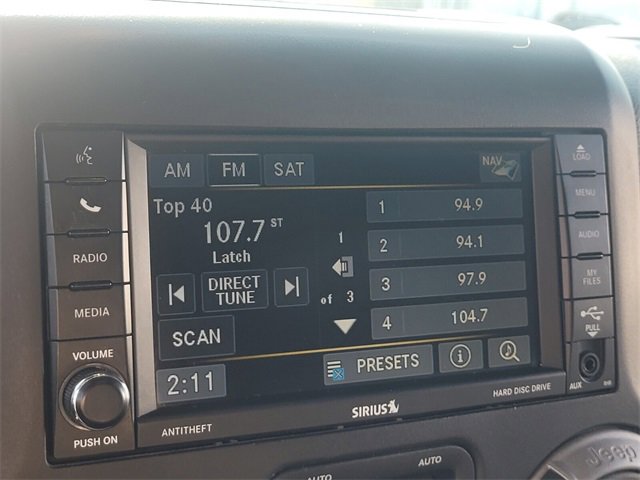 AM FM SAT NAV
Top 40
107.7 ST
Latch
DIRECT
TUNE
SCAN
2:11
1
of 3
1 94.9
2 94.1
3 97.9
4 104.7
PRESETS
RADIO
MEDIA
VOLUME
PUSH ON
ANTITHEFT
SIRIUS
HARD DISC DRIVE
LOAD
MENU
AUDIO
MY
FILES
PULL
AUX
AUTO
AUTO
Jeep